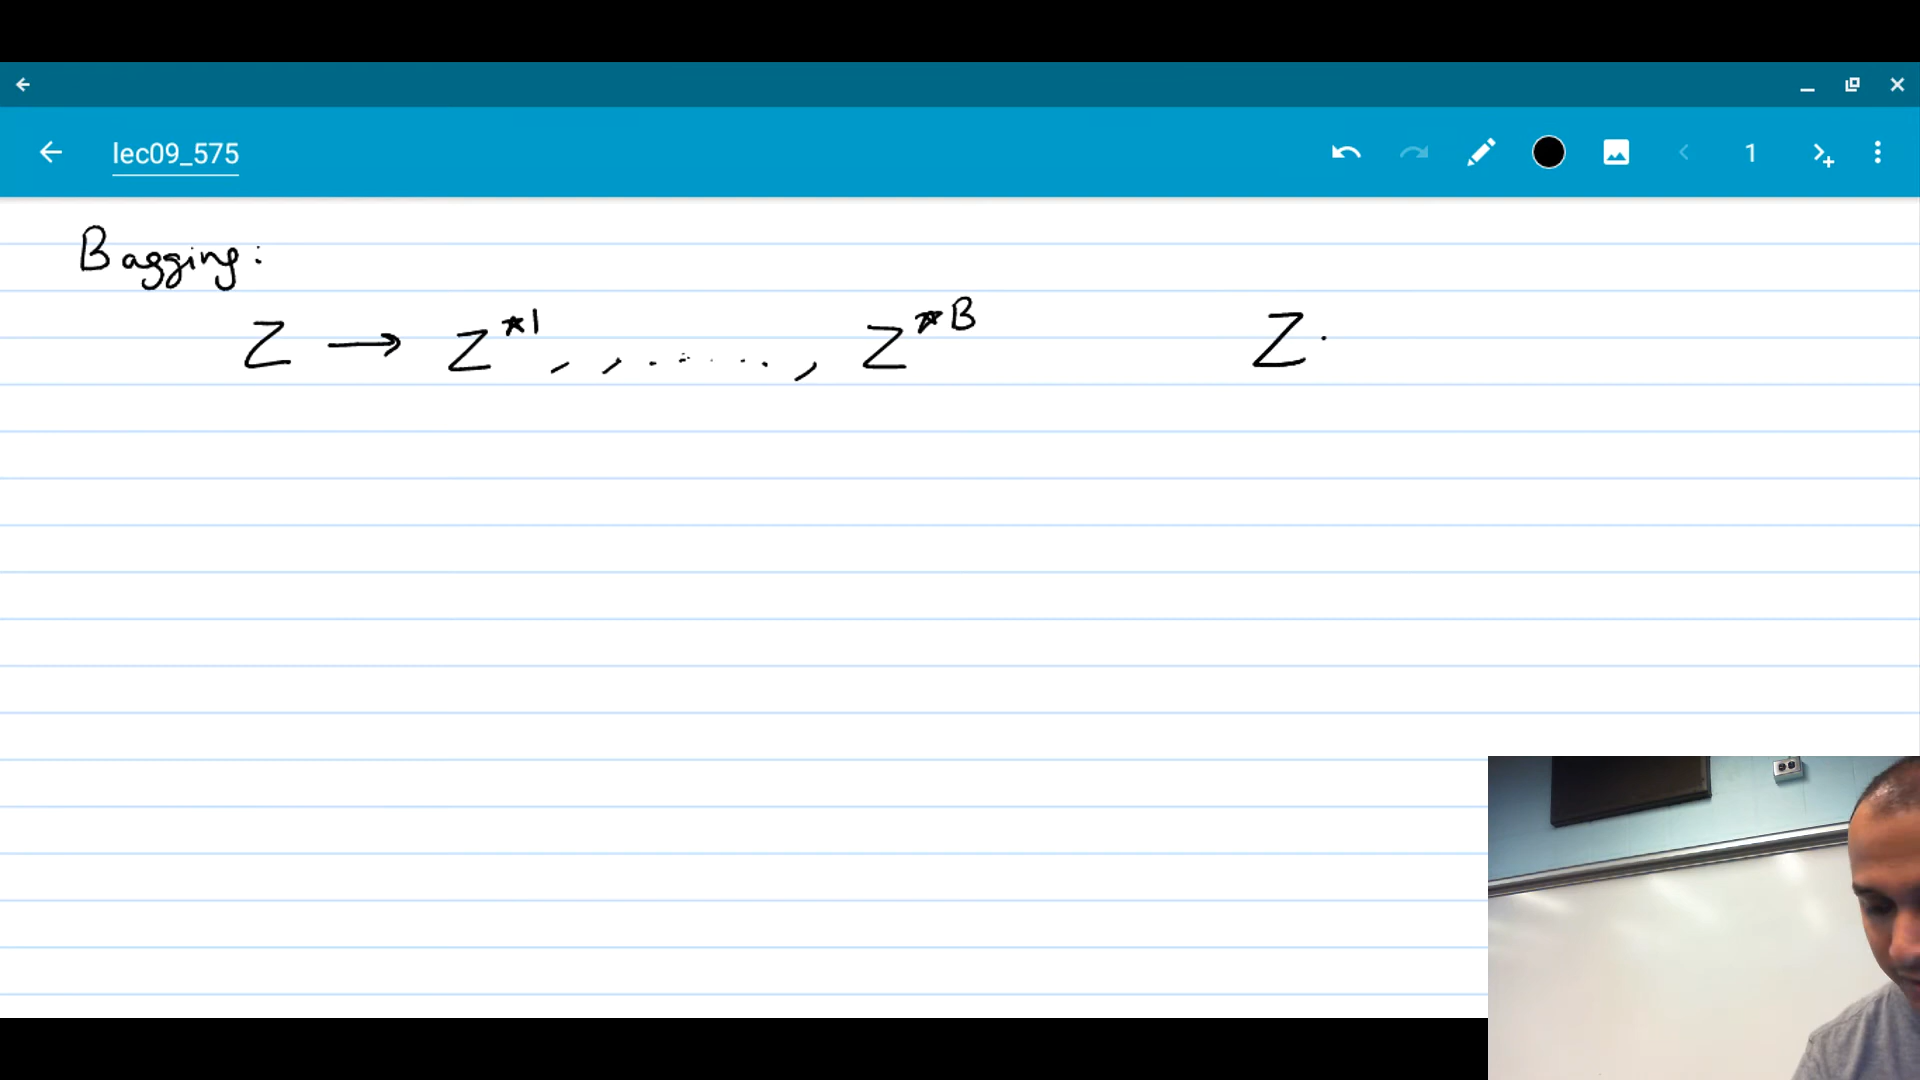 lec09_575
1
Bagging:
Z → Z*1 , , ....., Z*B Z.